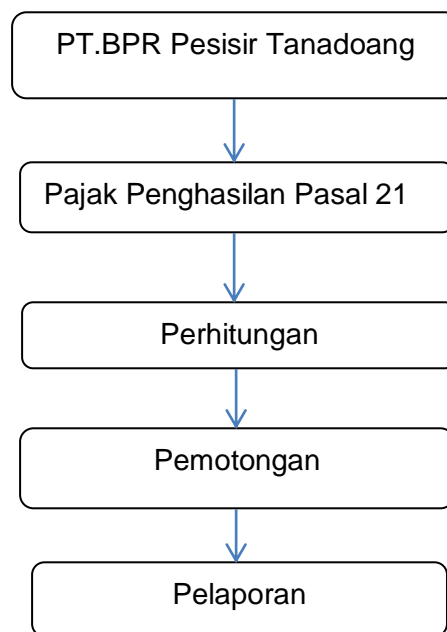 PT.BPR Pesisir Tanadoang
Pajak Penghasilan Pasal 21
Perhitungan
Pemotongan
Pelaporan